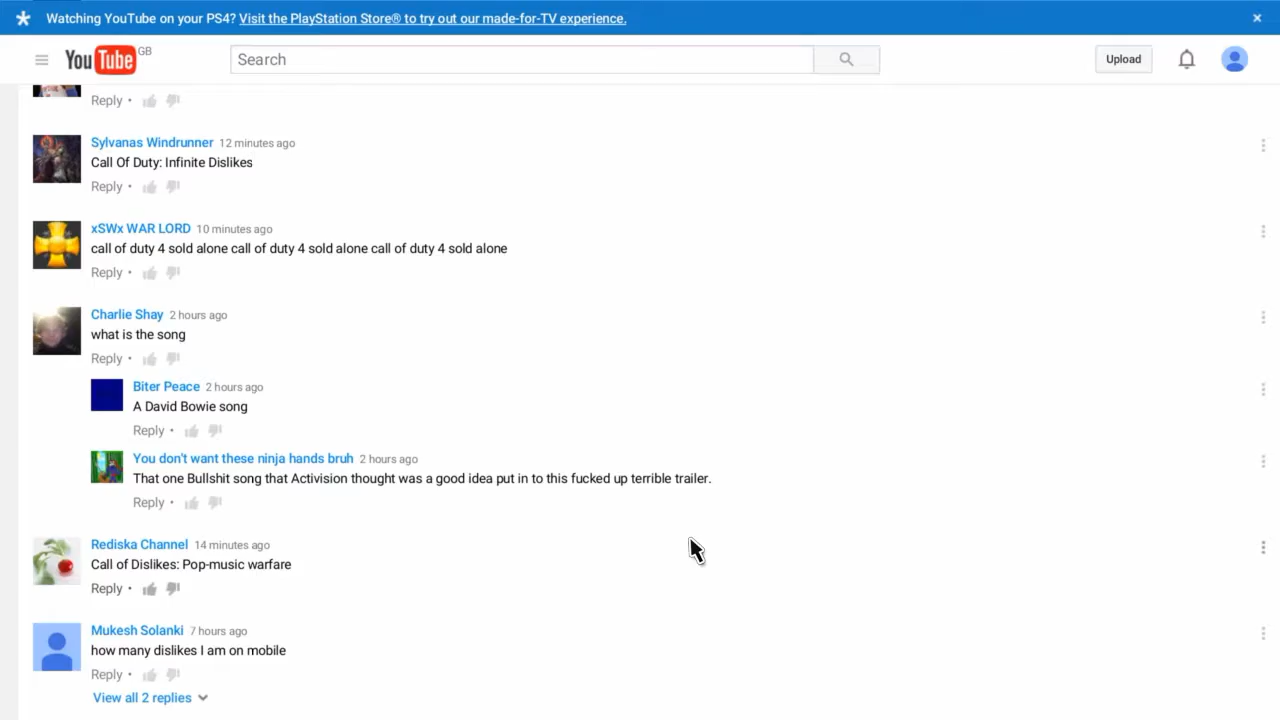 Watching YouTube on your PS4? Visit the PlayStation Store® to try out our made-for-TV experience.
YouTube GB
Search
Upload
Reply •
Sylvanas Windrunner 12 minutes ago
Call Of Duty: Infinite Dislikes
Reply •
xSWx WAR LORD 10 minutes ago
call of duty 4 sold alone call of duty 4 sold alone call of duty 4 sold alone
Reply •
Charlie Shay 2 hours ago
what is the song
Reply •
Biter Peace 2 hours ago
A David Bowie song
Reply •
You don't want these ninja hands bruh 2 hours ago
That one Bullshit song that Activision thought was a good idea put in to this fucked up terrible trailer.
Reply •
Rediska Channel 14 minutes ago
Call of Dislikes: Pop-music warfare
Reply •
Mukesh Solanki 7 hours ago
how many dislikes I am on mobile
Reply •
View all 2 replies